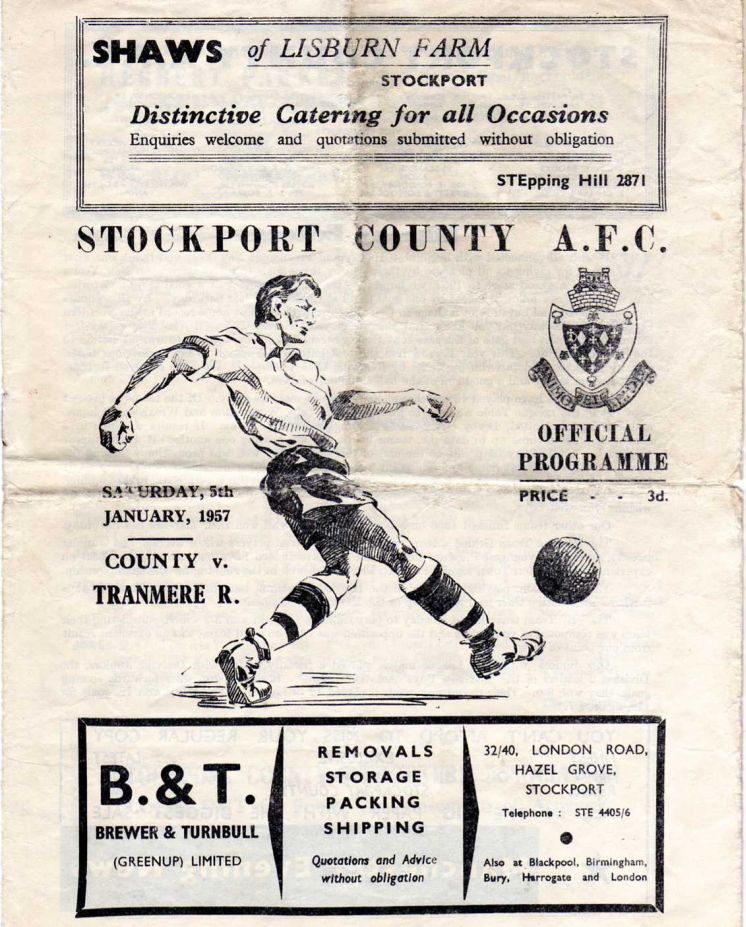 SHAWS of LISBURN FARM
STOCKPORT
Distinctive Catering for all Occasions
Enquiries welcome and quotations submitted without obligation
STEpping Hill 2871
STOCKPORT COUNTY A.F.C.
OFFICIAL
PROGRAMME
PRICE - - 3d.
SATURDAY, 5th
JANUARY, 1957
COUNTY v.
TRANMERE R.
B. & T.
BREWER & TURNBULL
(GREENUP) LIMITED
REMOVALS
STORAGE
PACKING
SHIPPING
Quotations and Advice
without obligation
32/40, LONDON ROAD,
HAZEL GROVE,
STOCKPORT
Telephone : STE 4405/6
Also at Blackpool, Birmingham,
Bury, Harrogate and London